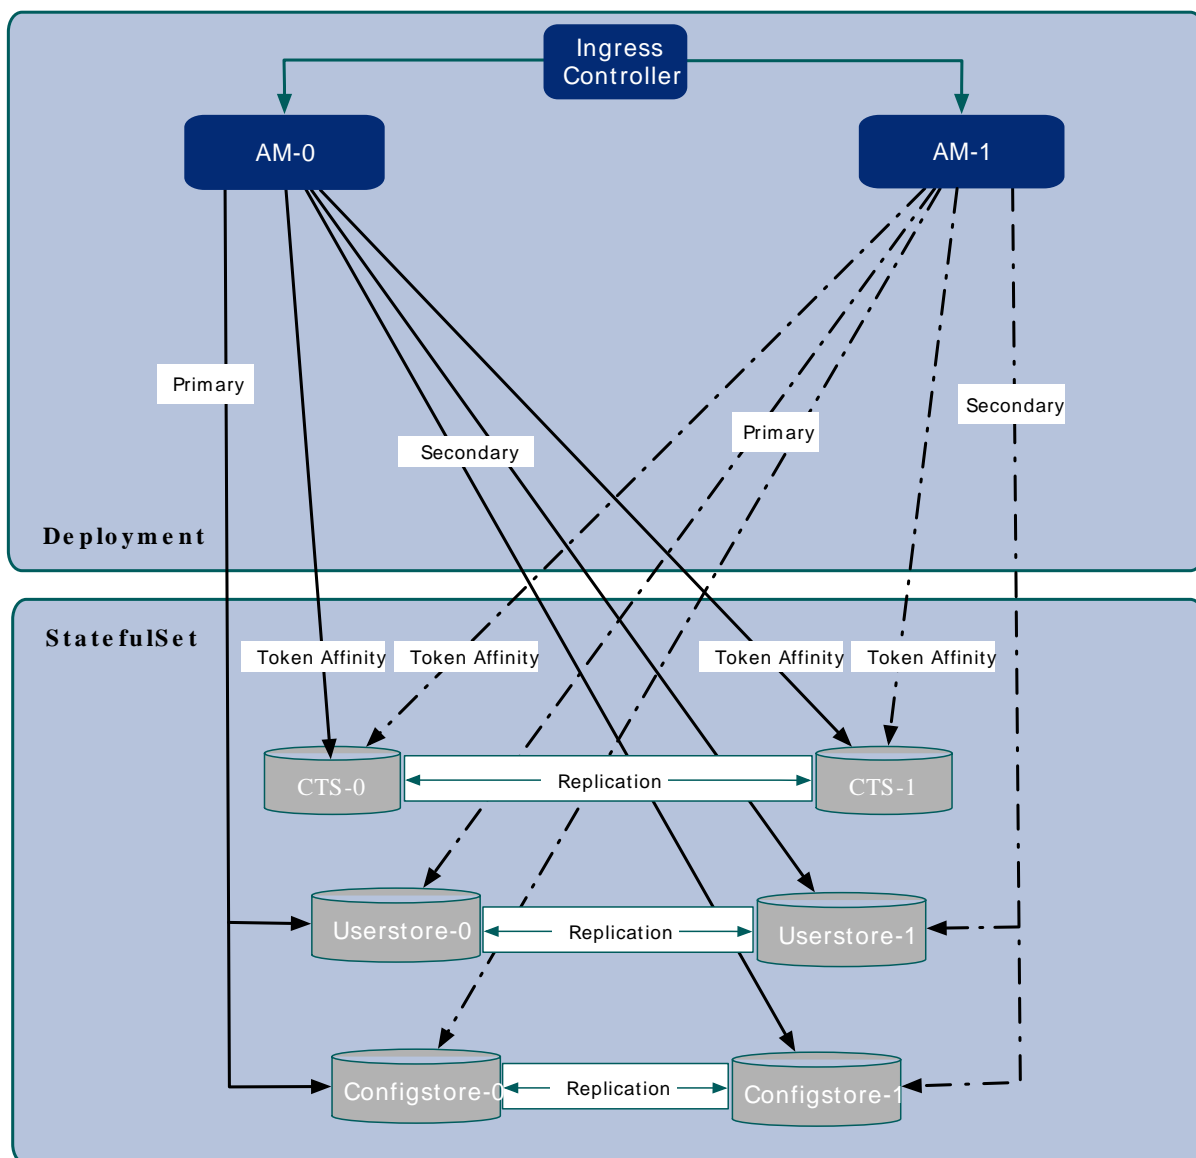 Ingress
Controller
AM-0
AM-1
Primary
Secondary
Primary
Secondary
Deployment
StatefulSet
Token Affinity
Token Affinity
Token Affinity
Token Affinity
CTS-0
Replication
CTS-1
Userstore-0
Replication
Userstore-1
Configstore-0
Replication
Configstore-1